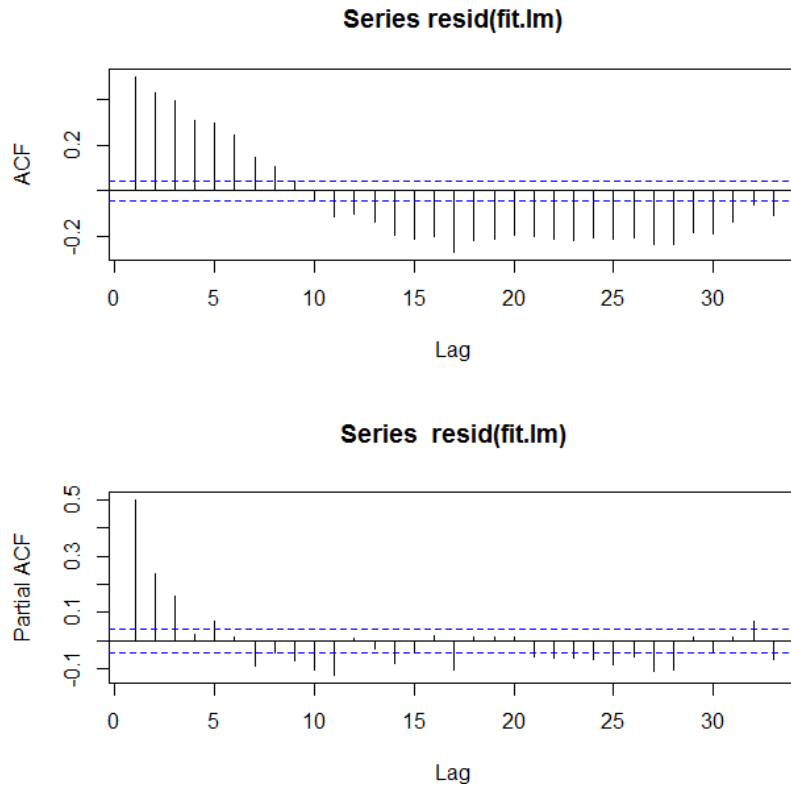 Series resid(fit.lm)
ACF
0.2
-0.2
0 5 10 15 20 25 30
Lag
Series resid(fit.lm)
Partial ACF
0.5
0.3
0.1
-0.1
0 5 10 15 20 25 30
Lag